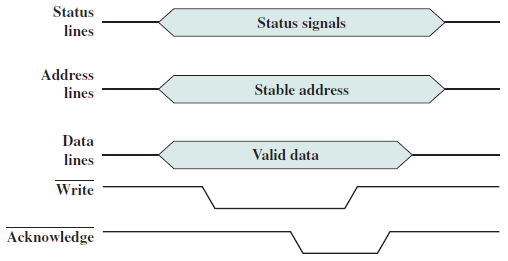 Status
lines
Status signals
Address
lines
Stable address
Data
lines
Valid data
Write
Acknowledge